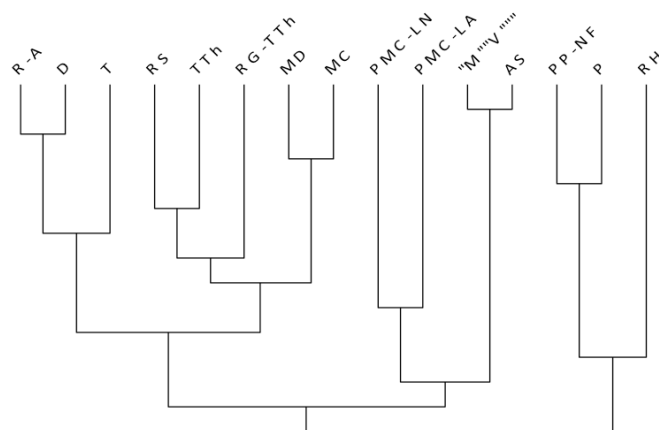 R-A
D
T
RS
TTh
RG-TTh
MD
MC
PMC-LN
PMC-LA
"M""v"""
AS
PP-NF
P
RH